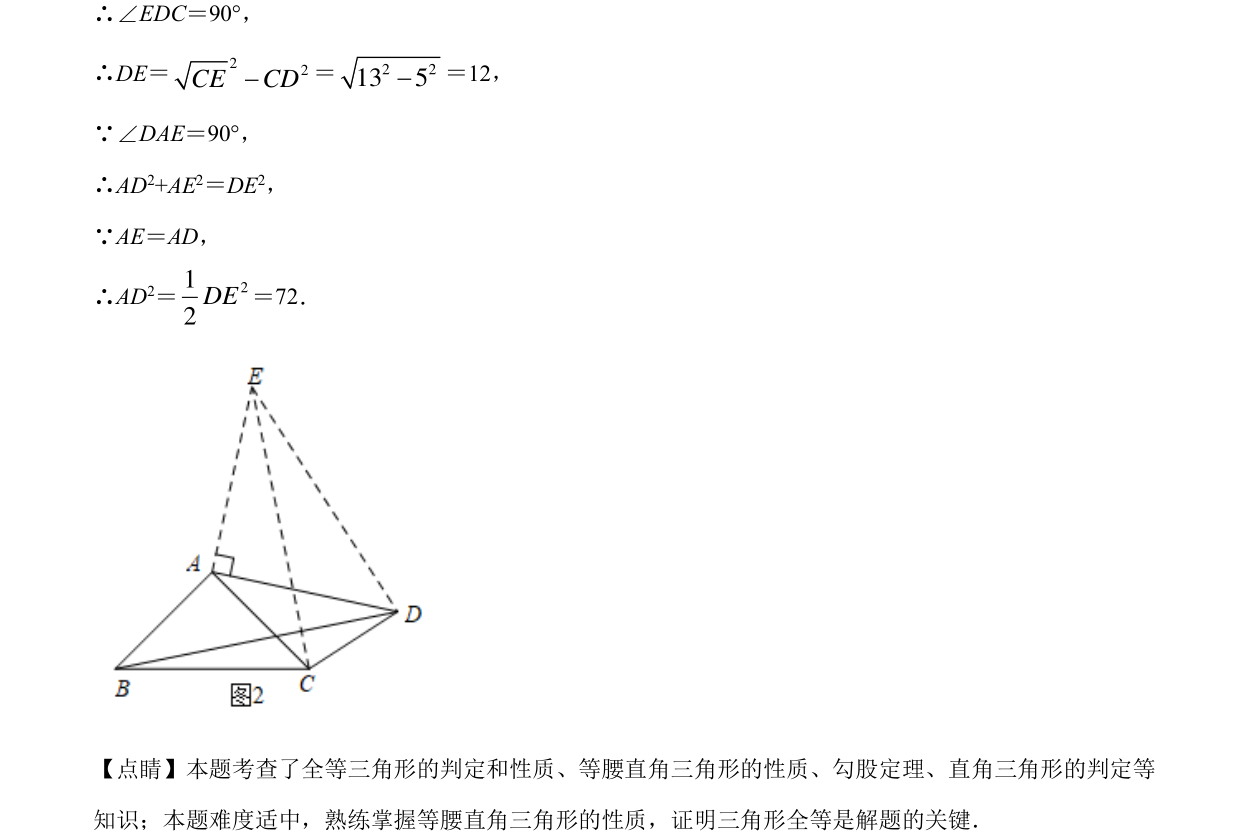 ∴∠EDC=90°，
∴DE=√CE²−CD²=√13²−5²=12，
∵∠DAE=90°，
∴AD²+AE²=DE²，
∵AE=AD，
∴AD²=1/2DE²=72．
E
A
D
B
C
图2
【点睛】本题考查了全等三角形的判定和性质、等腰直角三角形的性质、勾股定理、直角三角形的判定等
知识；本题难度适中，熟练掌握等腰直角三角形的性质，证明三角形全等是解题的关键．